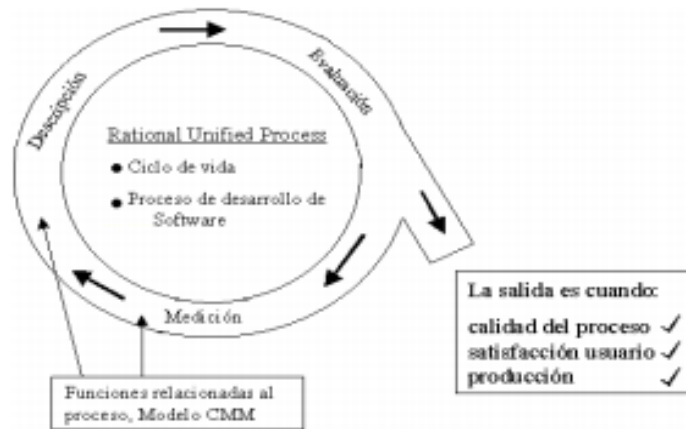 Descripción
Evaluación
Rational Unified Process
● Ciclo de vida
● Proceso de desarrollo de
Software
Medición
La salida es cuando:
calidad del proceso ✓
satisfacción usuario ✓
producción ✓
Funciones relacionadas al
proceso, Modelo CMM